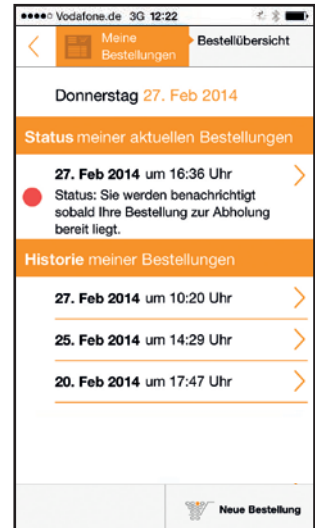 Vodafone.de 3G 12:22
Meine Bestellübersicht
Bestellungen
Donnerstag 27. Feb 2014
Status meiner aktuellen Bestellungen
27. Feb 2014 um 16:36 Uhr
Status: Sie werden benachrichtigt
sobald Ihre Bestellung zur Abholung
bereit liegt.
Historie meiner Bestellungen
27. Feb 2014 um 10:20 Uhr
25. Feb 2014 um 14:29 Uhr
20. Feb 2014 um 17:47 Uhr
Neue Bestellung